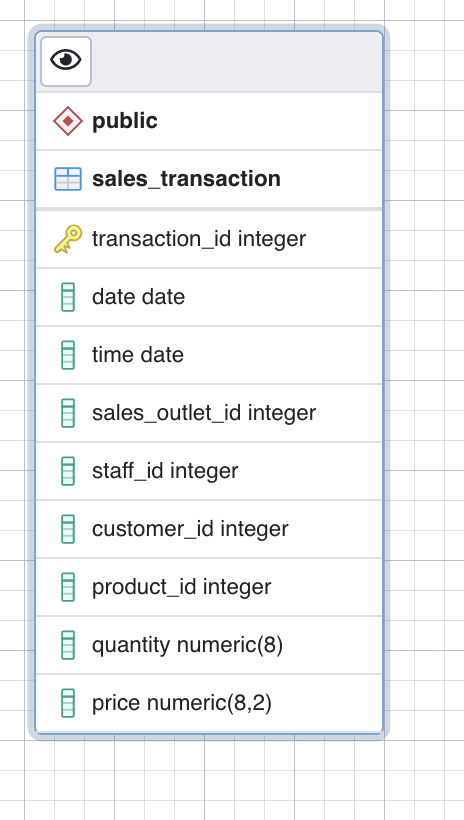 public
sales_transaction
transaction_id integer
date date
time date
sales_outlet_id integer
staff_id integer
customer_id integer
product_id integer
quantity numeric(8)
price numeric(8,2)